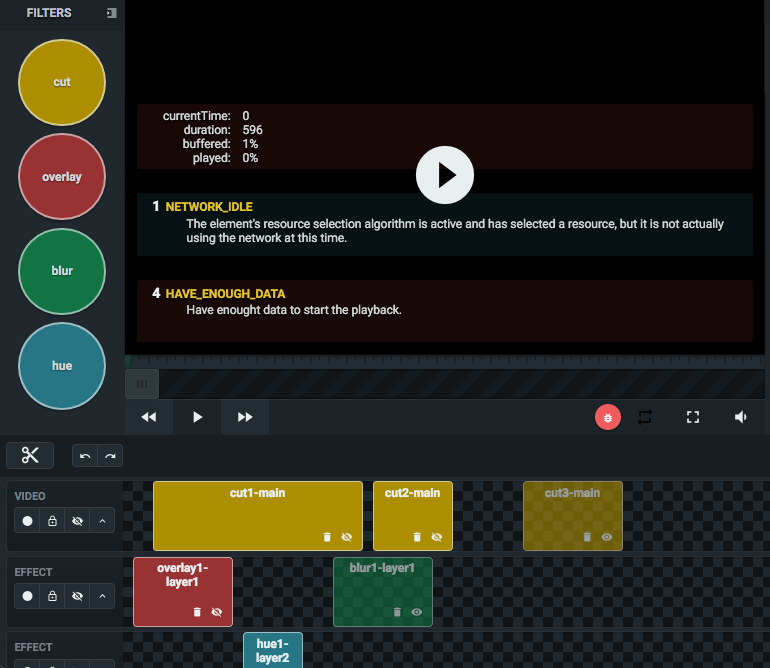 FILTERS
cut
overlay
blur
hue
currentTime: 0
duration: 596
buffered: 1%
played: 0%
1 NETWORK_IDLE
The element's resource selection algorithm is active and has selected a resource, but it is not actually
using the network at this time.
4 HAVE_ENOUGH_DATA
Have enought data to start the playback.
VIDEO
cut1-main
cut2-main
cut3-main
EFFECT
overlay1-
layer1
blur1-layer1
EFFECT
hue1-
layer2